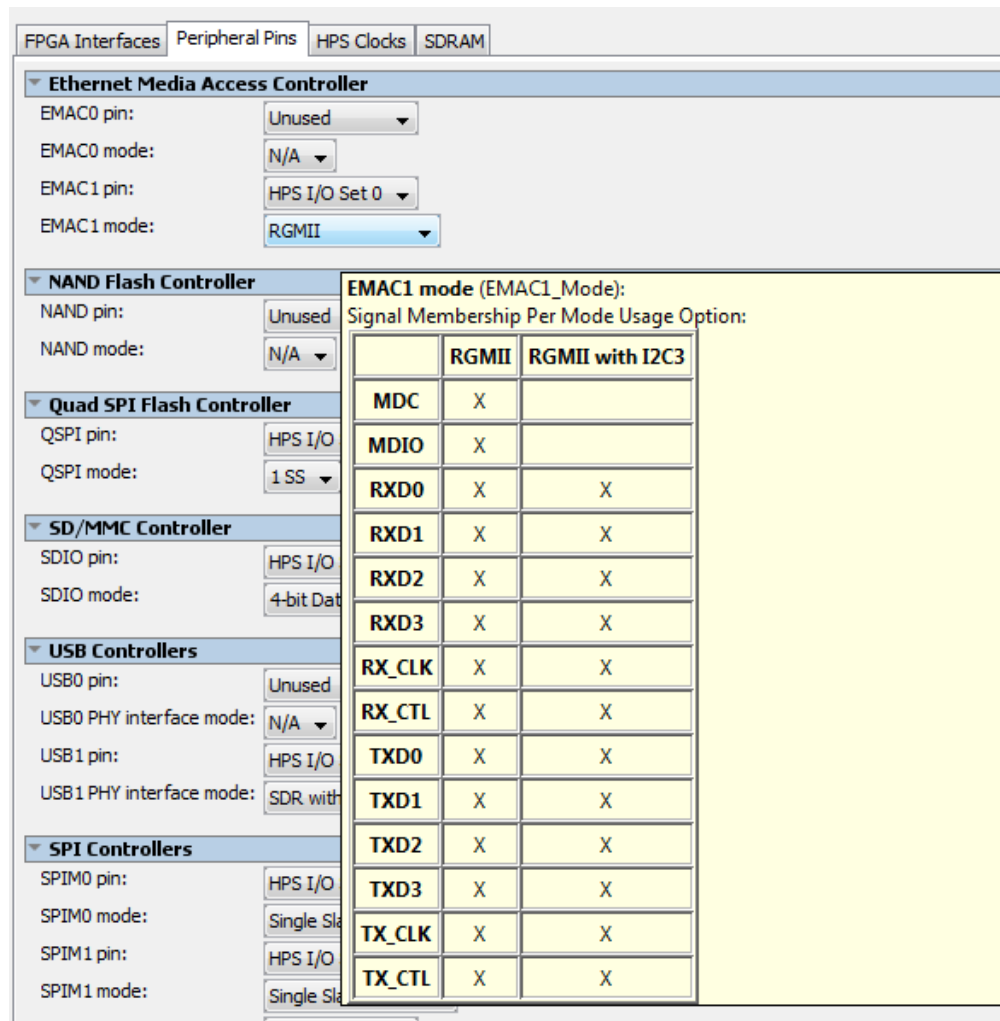 FPGA Interfaces Peripheral Pins HPS Clocks SDRAM
Ethernet Media Access Controller
EMAC0 pin: Unused
EMAC0 mode: N/A
EMAC1 pin: HPS I/O Set 0
EMAC1 mode: RGMII
NAND Flash Controller
NAND pin: Unused
NAND mode: N/A
Quad SPI Flash Controller
QSPI pin: HPS I/O
QSPI mode: 1 SS
SD/MMC Controller
SDIO pin: HPS I/O
SDIO mode: 4-bit Dat
USB Controllers
USB0 pin: Unused
USB0 PHY interface mode: N/A
USB1 pin: HPS I/O
USB1 PHY interface mode: SDR with
SPI Controllers
SPIM0 pin: HPS I/O
SPIM0 mode: Single Sla
SPIM1 pin: HPS I/O
SPIM1 mode: Single Sla
EMAC1 mode (EMAC1_Mode):
Signal Membership Per Mode Usage Option:
RGMII RGMII with I2C3
MDC X
MDIO X
RXD0 X X
RXD1 X X
RXD2 X X
RXD3 X X
RX_CLK X X
RX_CTL X X
TXD0 X X
TXD1 X X
TXD2 X X
TXD3 X X
TX_CLK X X
TX_CTL X X